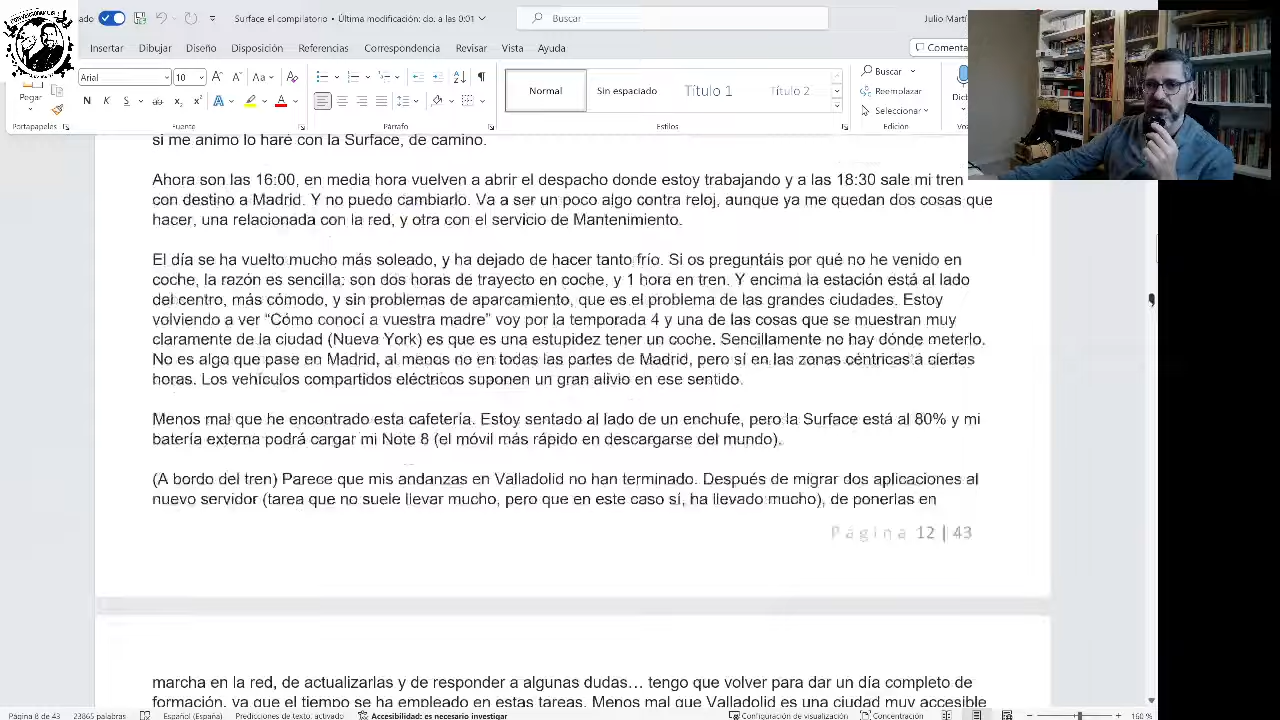 Surface el compriatorio • Última modificación: do. a las 0:01
Buscar
Julio Martí
Insertar Dibujar Diseño Disposición Referencias Correspondencia Revisar Vista Ayuda
Comenta
Arial 10
Buscar
Pegar
Normal Sin espaciado Título 1 Título 2
Reemplazar
Seleccionar
Dict
Portapapeles Fuente Párrafo Estilos Edición Vo
si me animo lo haré con la Surface, de camino.
Ahora son las 16:00, en media hora vuelven a abrir el despacho donde estoy trabajando y a las 18:30 sale mi tren
con destino a Madrid. Y no puedo cambiarlo. Va a ser un poco algo contra reloj, aunque ya me quedan dos cosas que
hacer, una relacionada con la red, y otra con el servicio de Mantenimiento.
El día se ha vuelto mucho más soleado, y ha dejado de hacer tanto frío. Si os preguntáis por qué no he venido en
coche, la razón es sencilla: son dos horas de trayecto en coche, y 1 hora en tren. Y encima la estación está al lado
del centro, más cómodo, y sin problemas de aparcamiento, que es el problema de las grandes ciudades. Estoy
volviendo a ver “Cómo conocí a vuestra madre” voy por la temporada 4 y una de las cosas que se muestran muy
claramente de la ciudad (Nueva York) es que es una estupidez tener un coche. Sencillamente no hay dónde meterlo.
No es algo que pase en Madrid, al menos no en todas las partes de Madrid, pero sí en las zonas céntricas a ciertas
horas. Los vehículos compartidos eléctricos suponen un gran alivio en ese sentido.
Menos mal que he encontrado esta cafetería. Estoy sentado al lado de un enchufe, pero la Surface está al 80% y mi
batería externa podrá cargar mi Note 8 (el móvil más rápido en descargarse del mundo).
(A bordo del tren) Parece que mis andanzas en Valladolid no han terminado. Después de migrar dos aplicaciones al
nuevo servidor (tarea que no suele llevar mucho, pero que en este caso sí, ha llevado mucho), de ponerlas en
Página 12 | 43
marcha en la red, de actualizarlas y de responder a algunas dudas… tengo que volver para dar un día completo de
formación, ya que el tiempo se ha empleado en estas tareas. Menos mal que Valladolid es una ciudad muy accesible
Página 8 de 43 23865 palabras Español (España) Predicciones de texto, activado Accesibilidad: es necesario investigar Configuración de visualización Concentración 160 %